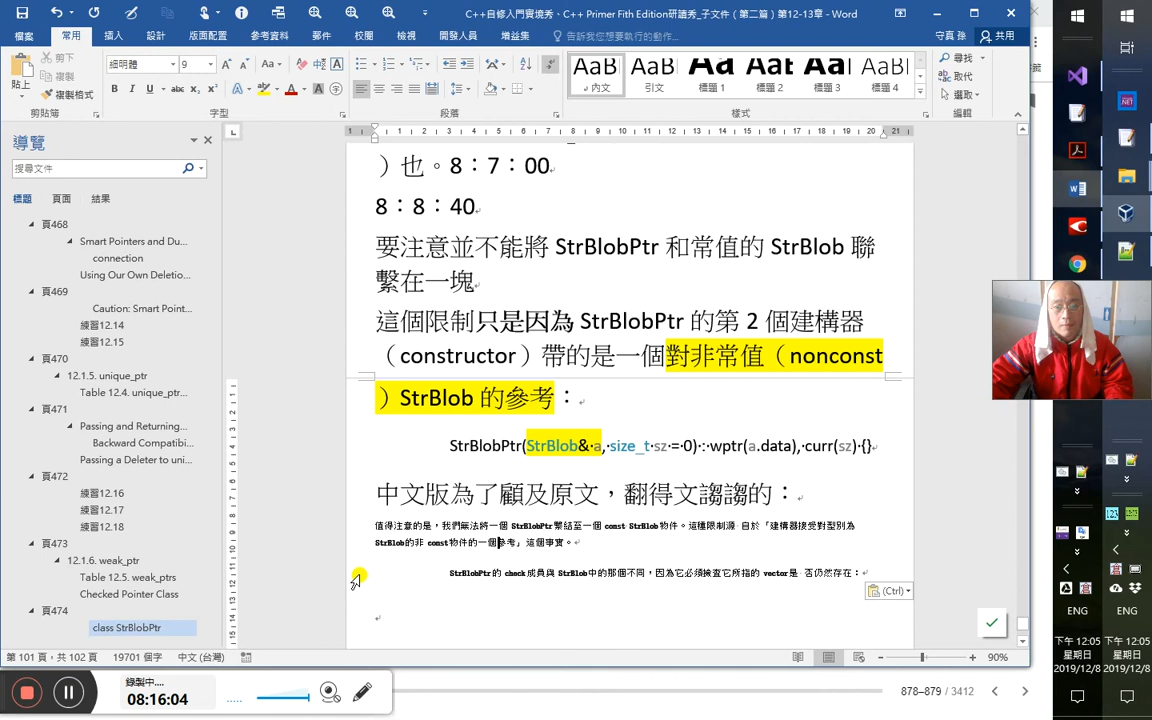 C++自修入門實境秀、C++ Primer Fith Edition研讀秀_子文件（第二篇）第12-13章 - Word
檔案 常用 插入 設計 版面配置 參考資料 郵件 校閱 檢視 開發人員 增益集 告訴我您想要執行的動作... 守真 孫 共用
貼上 剪下 複製 複製格式 剪貼簿
細明體 9 字型
段落
AaB 內文 AaBb 引文 Aa 標題 1 Aab 標題 2 Aal 標題 3 AaBl 標題 4 樣式
尋找 取代 選取 編輯
導覽
搜尋文件
標題 頁面 結果
頁468
Smart Pointers and Du...
connection
Using Our Own Deletio...
頁469
Caution: Smart Point...
練習12.14
練習12.15
頁470
12.1.5. unique_ptr
Table 12.4. unique_ptr...
頁471
Passing and Returning...
Backward Compatibi...
Passing a Deleter to uni...
頁472
練習12.16
練習12.17
練習12.18
頁473
12.1.6. weak_ptr
Table 12.5. weak_ptrs
Checked Pointer Class
頁474
class StrBlobPtr
）也。8：7：00
8：8：40
要注意並不能將 StrBlobPtr 和常值的 StrBlob 聯
繫在一塊
這個限制只是因為 StrBlobPtr 的第 2 個建構器
（constructor）帶的是一個對非常值（nonconst
）StrBlob 的參考：
StrBlobPtr(StrBlob& a, size_t sz = 0) : wptr(a.data), curr(sz) {}
中文版為了顧及原文，翻得文謅謅的：
值得注意的是，我們無法將一個 StrBlobPtr 繫結至一個 const StrBlob 物件。這種限制源 自於「建構器接受對型別為
StrBlob的非 const物件的一個參考」這個事實。
StrBlobPtr的 check成員與 StrBlob中的那個不同，因為它必須檢查它所指的 vector是 否仍然存在：
(Ctrl)
第 101 頁，共 102 頁 19701 個字 中文 (台灣) 90%
錄製中....
08:16:04
878–879 / 3412
ENG ENG
下午 12:05 下午 12:05
星期日 星期日
2019/12/8 2019/12/8